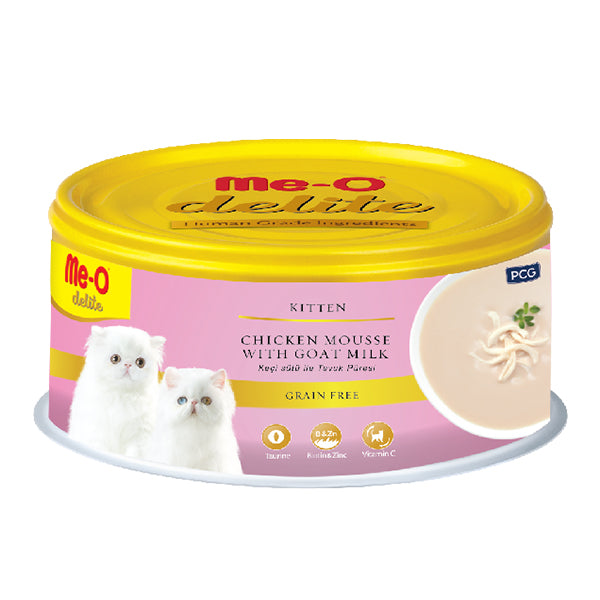 Me-O
delite
Human Grade Ingredients
Me-O
delite
PCG
KITTEN
CHICKEN MOUSSE
WITH GOAT MILK
Keçi sütü ile Tavuk Püresi
GRAIN FREE
B&Zn
Taurine
Biotin&Zinc
Vitamin C